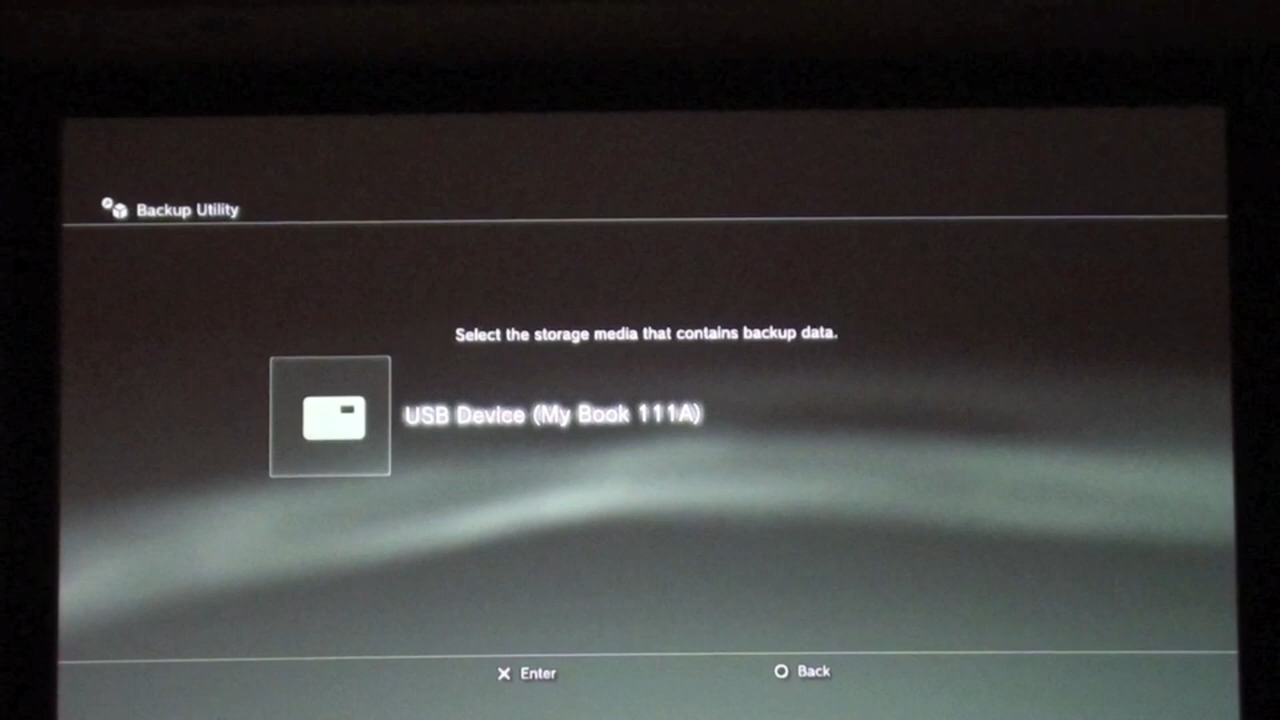 Backup Utility
Select the storage media that contains backup data.
USB Device (My Book 111A)
X Enter
O Back